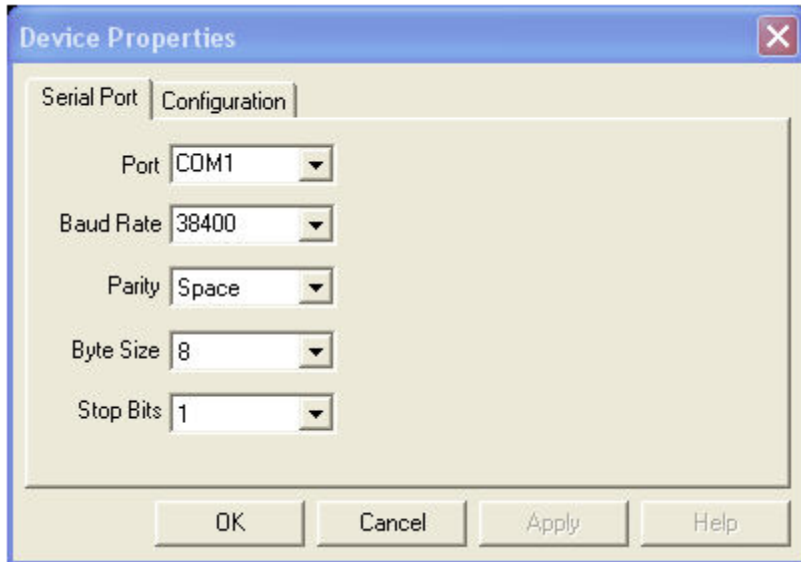 Device Properties
Serial Port Configuration
Port COM1
Baud Rate 38400
Parity Space
Byte Size 8
Stop Bits 1
OK Cancel Apply Help